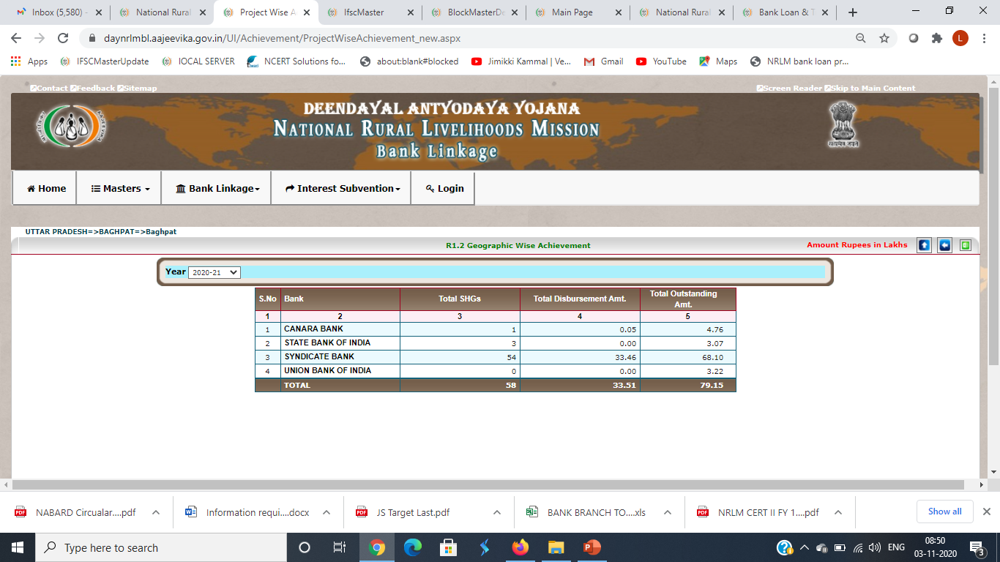 Inbox (5,580) -
National Rural
Project Wise A
IfscMaster
BlockMasterDe
Main Page
National Rural
Bank Loan & T
daynrlmbl.aajeevika.gov.in/UI/Achievement/ProjectWiseAchievement_new.aspx
L
Apps
IFSCMasterUpdate
lOCAL SERVER
NCERT Solutions fo...
about:blank#blocked
Jimikki Kammal | Ve...
Gmail
YouTube
Maps
NRLM bank loan pr...
Contact Feedback Sitemap
Screen Reader Skip to Main Content
DEENDAYAL ANTYODAYA YOJANA
NATIONAL RURAL LIVELIHOODS MISSION
Bank Linkage
सत्यमेव जयते
Home
Masters
Bank Linkage
Interest Subvention
Login
UTTAR PRADESH=>BAGHPAT=>Baghpat
R1.2 Geographic Wise Achievement
Amount Rupees in Lakhs
Year 2020-21
S.No Bank Total SHGs Total Disbursement Amt. Total Outstanding Amt.
1 2 3 4 5
1 CANARA BANK 1 0.05 4.76
2 STATE BANK OF INDIA 3 0.00 3.07
3 SYNDICATE BANK 54 33.46 68.10
4 UNION BANK OF INDIA 0 0.00 3.22
TOTAL 58 33.51 79.15
NABARD Circualar....pdf
Information requi....docx
JS Target Last.pdf
BANK BRANCH TO....xls
NRLM CERT II FY 1....pdf
Show all
Type here to search
ENG
08:50
03-11-2020
3